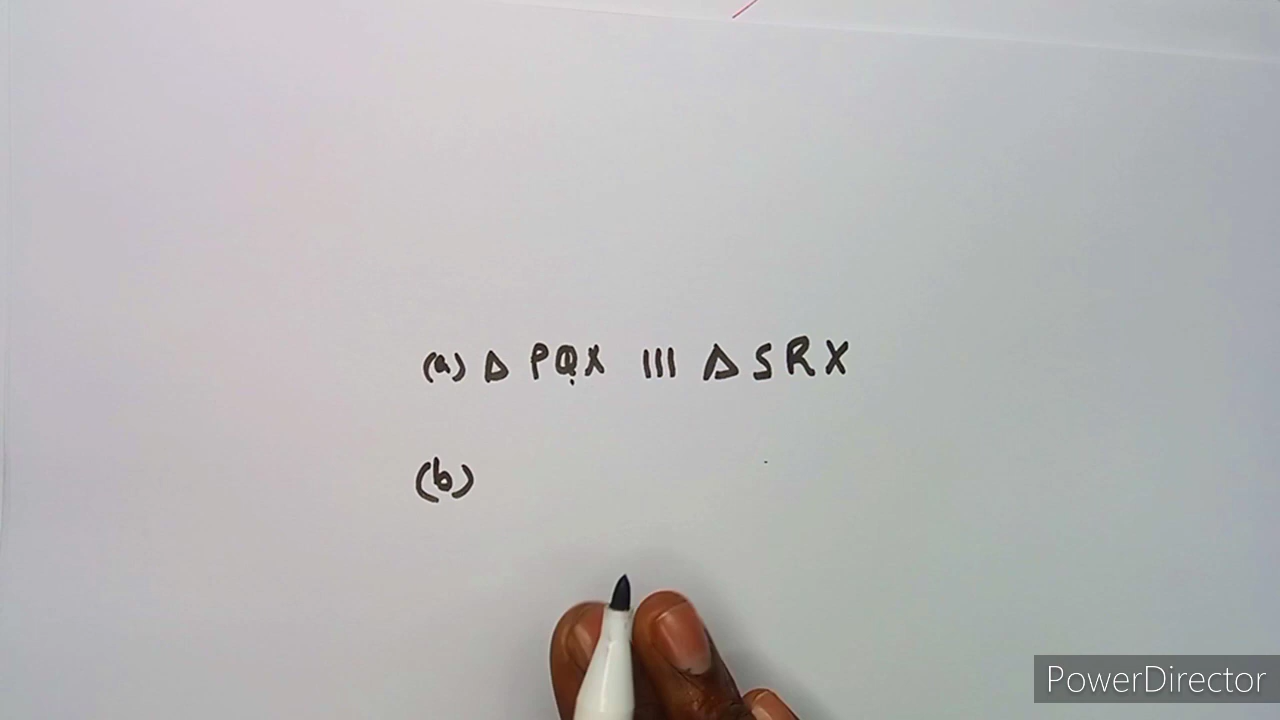 (a) Δ PQX ||| Δ SRX
(b)
PowerDirector